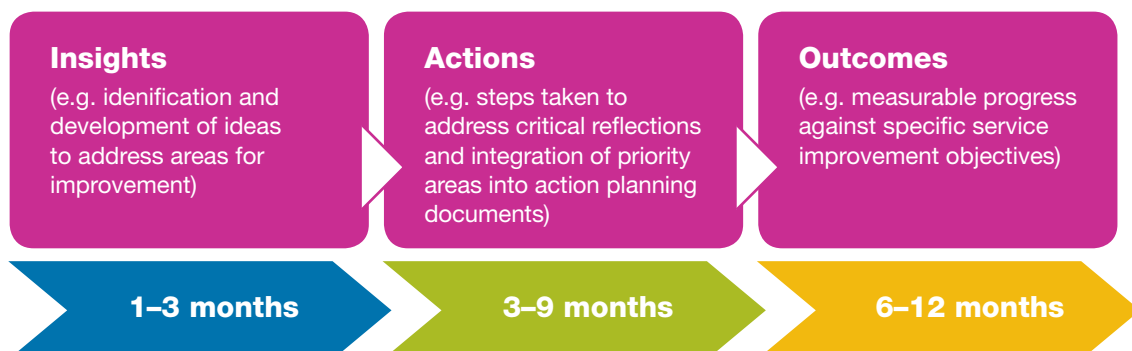 Insights
(e.g. idenification and
development of ideas
to address areas for
improvement)
Actions
(e.g. steps taken to
address critical reflections
and integration of priority
areas into action planning
documents)
Outcomes
(e.g. measurable progress
against specific service
improvement objectives)
1–3 months
3–9 months
6–12 months